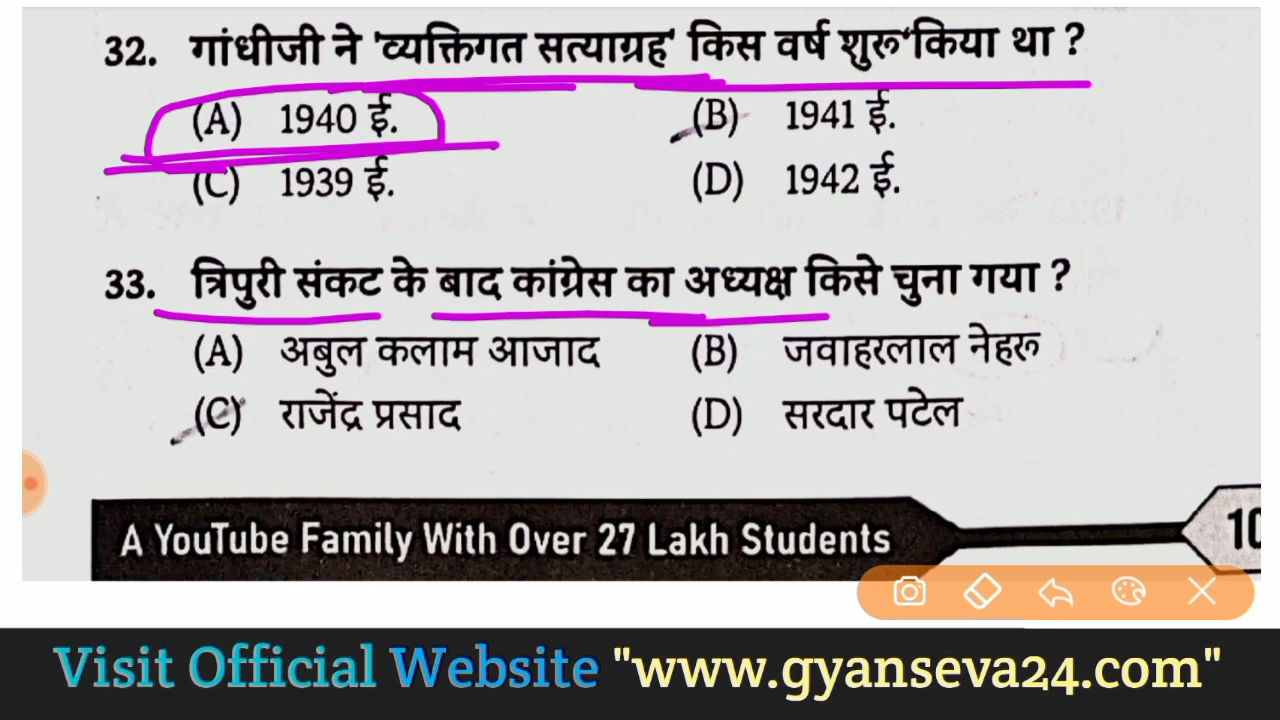 32. गांधीजी ने 'व्यक्तिगत सत्याग्रह' किस वर्ष शुरू किया था ?
(A) 1940 ई. (B) 1941 ई.
(C) 1939 ई. (D) 1942 ई.
33. त्रिपुरी संकट के बाद कांग्रेस का अध्यक्ष किसे चुना गया ?
(A) अबुल कलाम आजाद (B) जवाहरलाल नेहरू
(C) राजेंद्र प्रसाद (D) सरदार पटेल
A YouTube Family With Over 27 Lakh Students 10
Visit Official Website "www.gyanseva24.com"